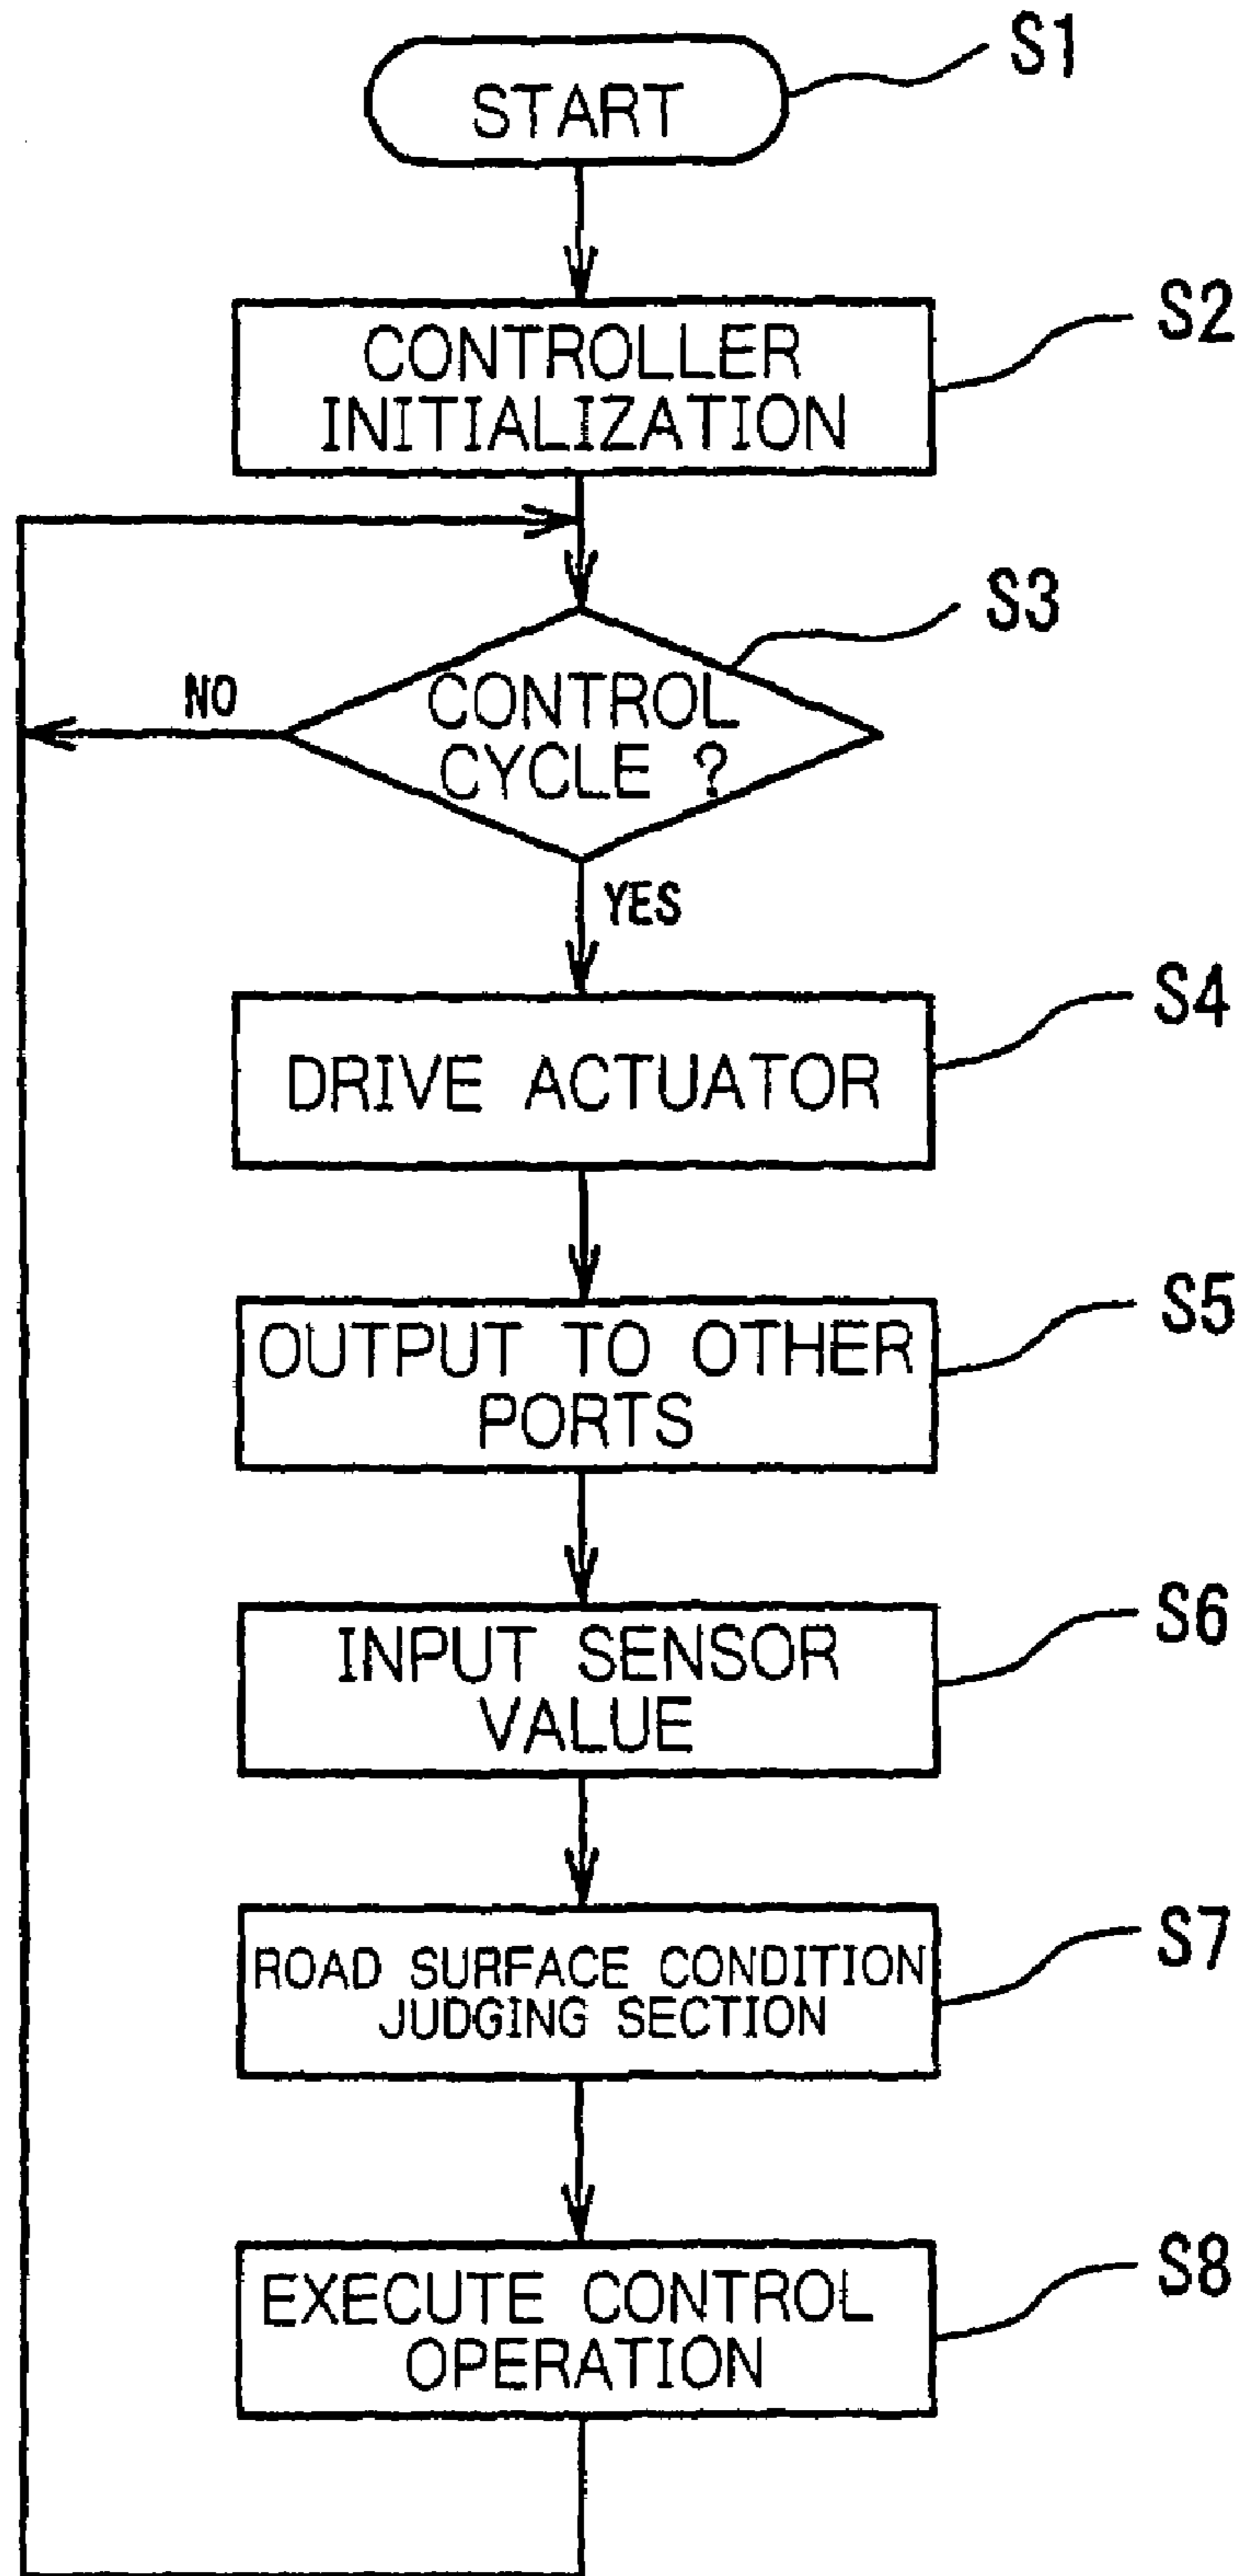 START
S1
CONTROLLER
INITIALIZATION
S2
CONTROL
CYCLE ?
S3
NO
YES
DRIVE ACTUATOR
S4
OUTPUT TO OTHER
PORTS
S5
INPUT SENSOR
VALUE
S6
ROAD SURFACE CONDITION
JUDGING SECTION
S7
EXECUTE CONTROL
OPERATION
S8